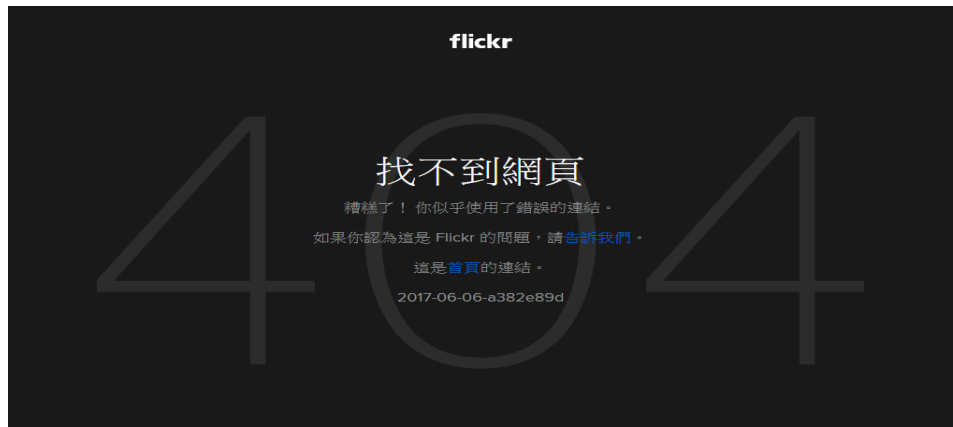 flickr
404
找不到網頁
糟糕了！ 你似乎使用了錯誤的連結。
如果你認為這是 Flickr 的問題，請告訴我們。
這是首頁的連結。
2017-06-06-a382e89d